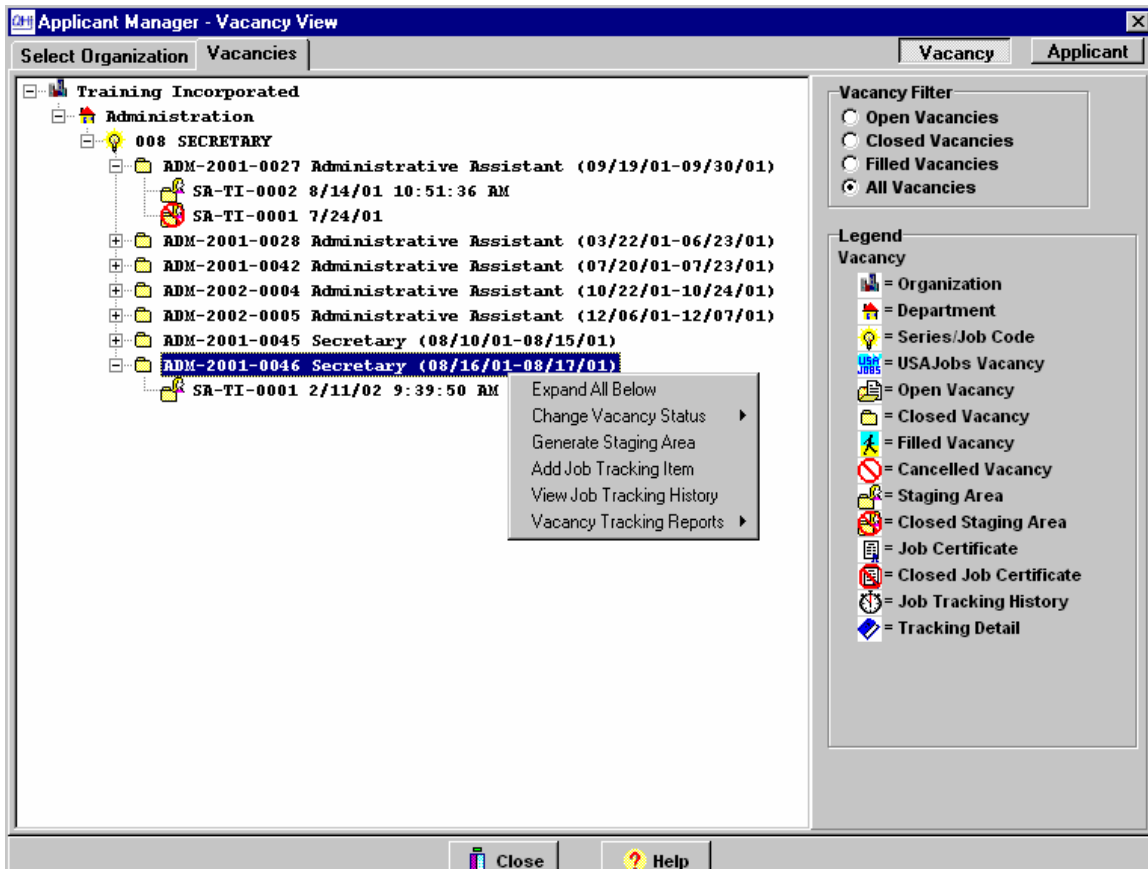 QHj Applicant Manager - Vacancy View
Select Organization Vacancies Vacancy Applicant
Training Incorporated
Administration
008 SECRETARY
ADM-2001-0027 Administrative Assistant (09/19/01-09/30/01)
SA-TI-0002 8/14/01 10:51:36 AM
SA-TI-0001 7/24/01
ADM-2001-0028 Administrative Assistant (03/22/01-06/23/01)
ADM-2001-0042 Administrative Assistant (07/20/01-07/23/01)
ADM-2002-0004 Administrative Assistant (10/22/01-10/24/01)
ADM-2002-0005 Administrative Assistant (12/06/01-12/07/01)
ADM-2001-0045 Secretary (08/10/01-08/15/01)
ADM-2001-0046 Secretary (08/16/01-08/17/01)
SA-TI-0001 2/11/02 9:39:50 AM
Expand All Below
Change Vacancy Status
Generate Staging Area
Add Job Tracking Item
View Job Tracking History
Vacancy Tracking Reports
Vacancy Filter
Open Vacancies
Closed Vacancies
Filled Vacancies
All Vacancies
Legend
Vacancy
= Organization
= Department
= Series/Job Code
USA JOBS = USAJobs Vacancy
= Open Vacancy
= Closed Vacancy
= Filled Vacancy
= Cancelled Vacancy
= Staging Area
= Closed Staging Area
= Job Certificate
= Closed Job Certificate
= Job Tracking History
= Tracking Detail
Close ? Help